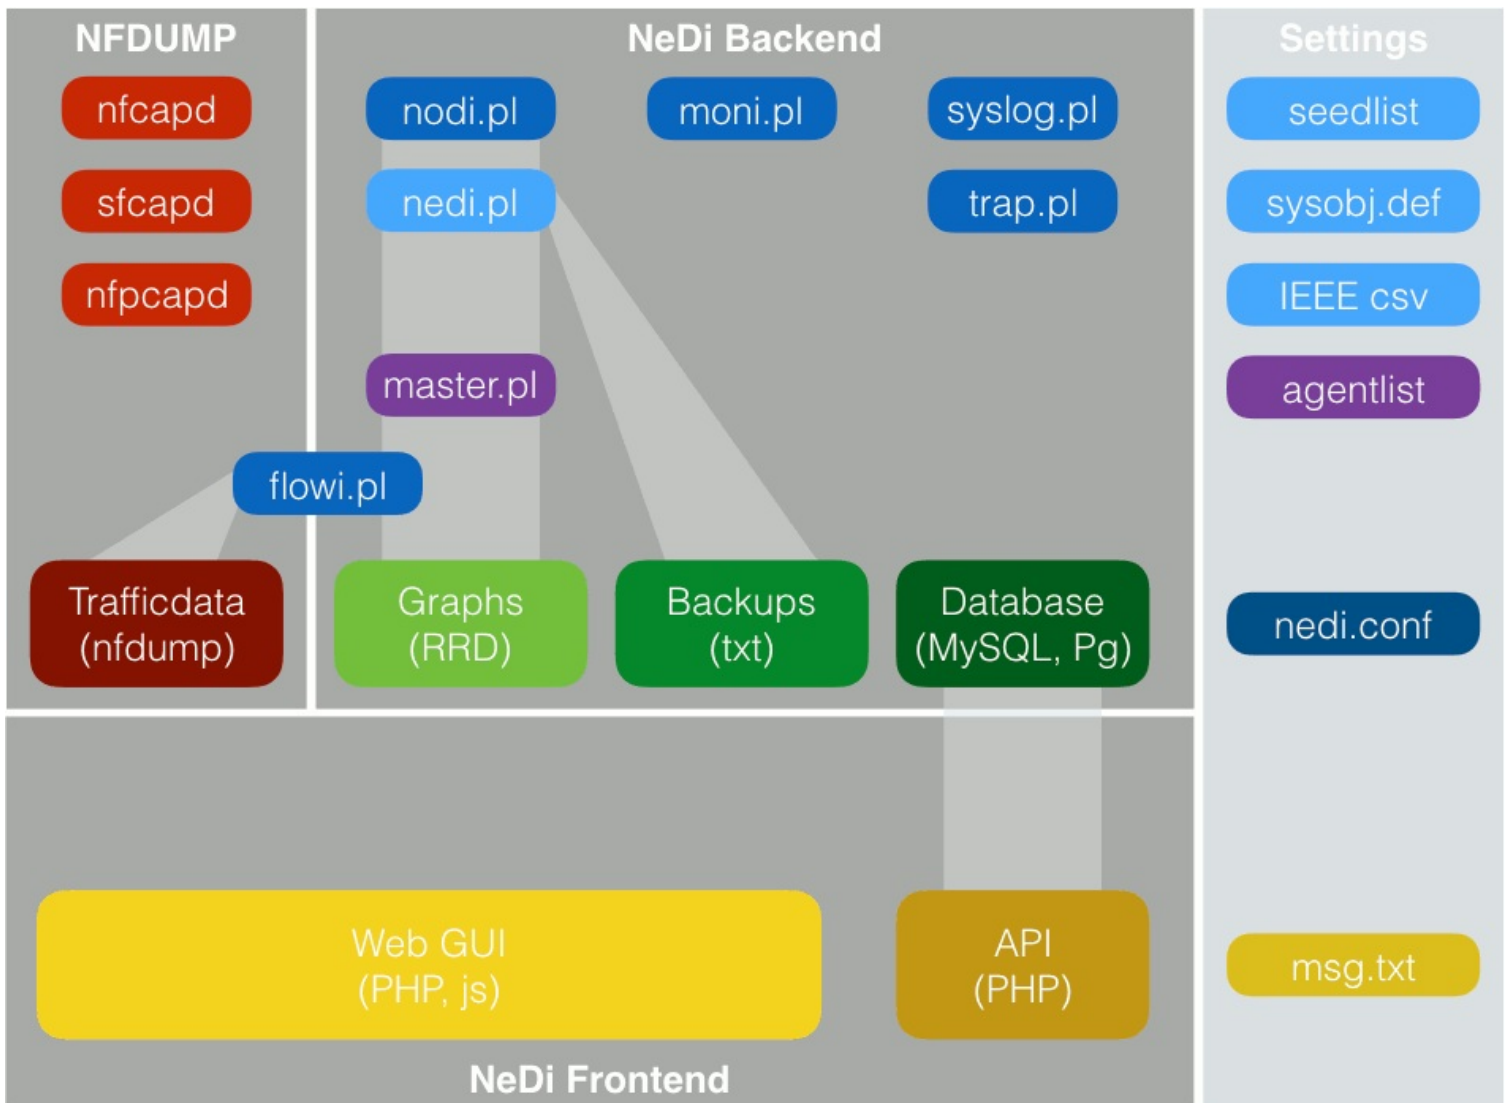 NFDUMP
nfcapd
sfcapd
nfpcapd
NeDi Backend
nodi.pl
moni.pl
syslog.pl
nedi.pl
trap.pl
master.pl
flowi.pl
Trafficdata
(nfdump)
Graphs
(RRD)
Backups
(txt)
Database
(MySQL, Pg)
Web GUI
(PHP, js)
API
(PHP)
NeDi Frontend
Settings
seedlist
sysobj.def
IEEE csv
agentlist
nedi.conf
msg.txt